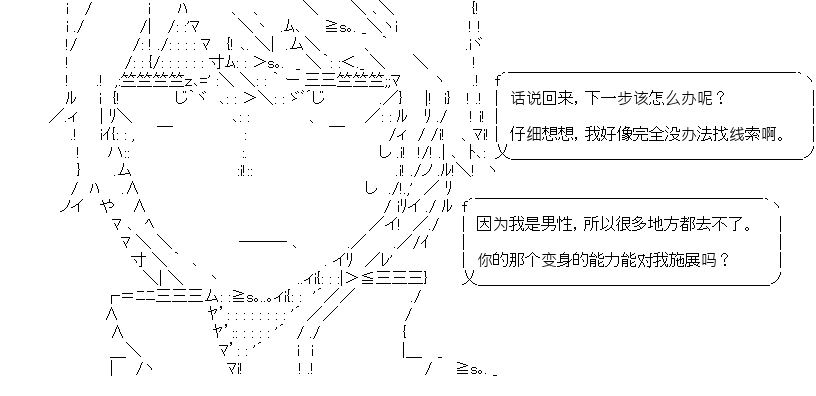 话说回来，下一步该怎么办呢？
仔细想想，我好像完全没办法找线索啊。
因为我是男性，所以很多地方都去不了。
你的那个变身的能力能对我施展吗？